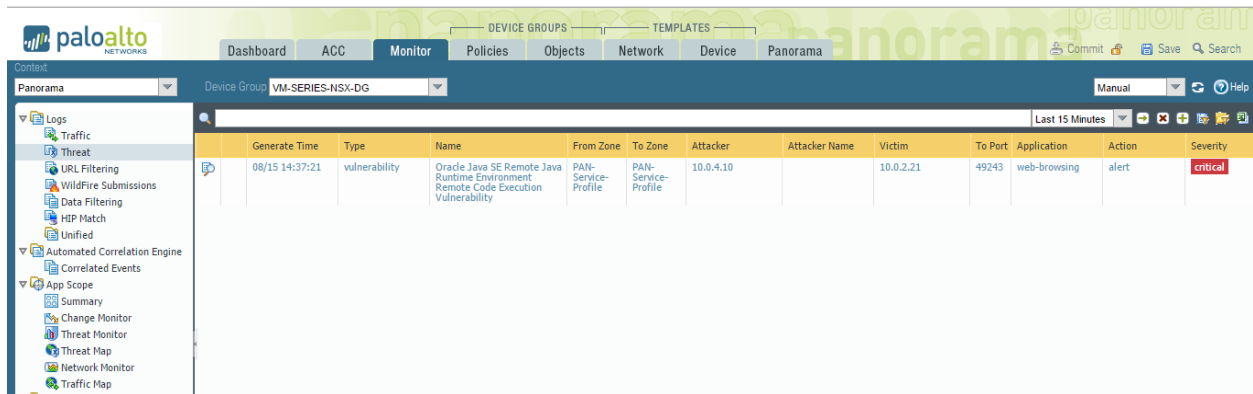 panorama
paloalto
NETWORKS
DEVICE GROUPS
TEMPLATES
Dashboard ACC Monitor Policies Objects Network Device Panorama
Commit Save Search
Context
Panorama
Device Group VM-SERIES-NSX-DG
Manual
Help
Logs
Traffic
Threat
URL Filtering
WildFire Submissions
Data Filtering
HIP Match
Unified
Automated Correlation Engine
Correlated Events
App Scope
Summary
Change Monitor
Threat Monitor
Threat Map
Network Monitor
Traffic Map
Last 15 Minutes
Generate Time Type Name From Zone To Zone Attacker Attacker Name Victim To Port Application Action Severity
08/15 14:37:21 vulnerability Oracle Java SE Remote Java PAN- PAN- 10.0.4.10 10.0.2.21 49243 web-browsing alert critical
Runtime Environment Service- Service-
Remote Code Execution Profile Profile
Vulnerability